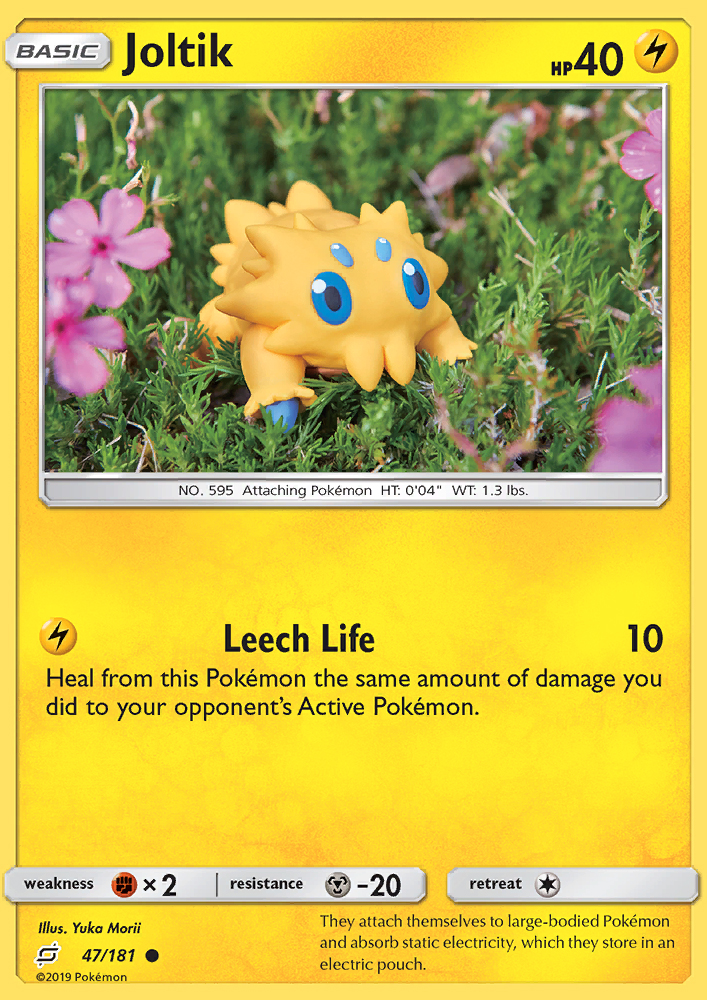 BASIC Joltik HP40
NO. 595 Attaching Pokémon HT: 0'04" WT: 1.3 lbs.
Leech Life 10
Heal from this Pokémon the same amount of damage you
did to your opponent's Active Pokémon.
weakness ×2 resistance -20 retreat
Illus. Yuka Morii
47/181
©2019 Pokémon
They attach themselves to large-bodied Pokémon
and absorb static electricity, which they store in an
electric pouch.